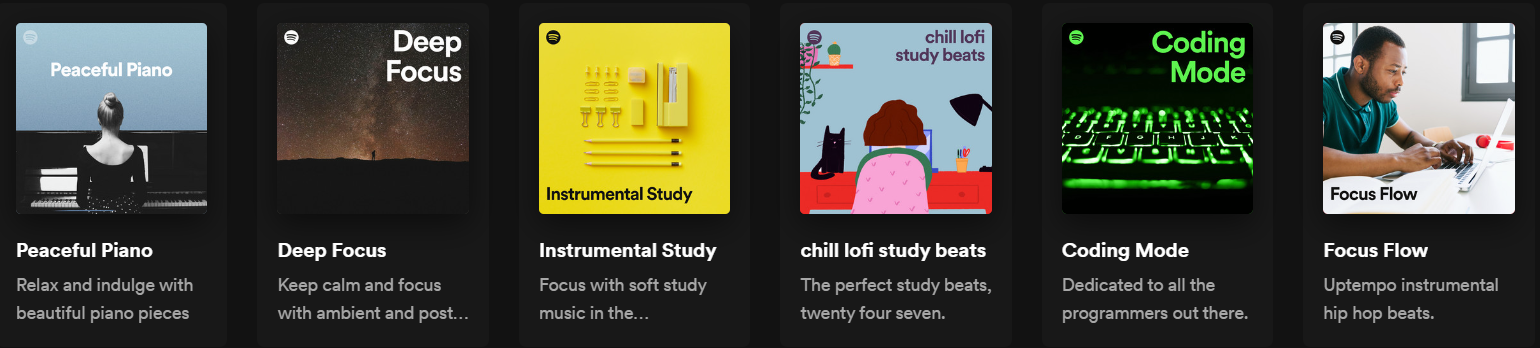 Peaceful Piano
Deep
Focus
Instrumental Study
chill lofi
study beats
Coding
Mode
Focus Flow
Peaceful Piano
Relax and indulge with
beautiful piano pieces
Deep Focus
Keep calm and focus
with ambient and post...
Instrumental Study
Focus with soft study
music in the...
chill lofi study beats
The perfect study beats,
twenty four seven.
Coding Mode
Dedicated to all the
programmers out there.
Focus Flow
Uptempo instrumental
hip hop beats.